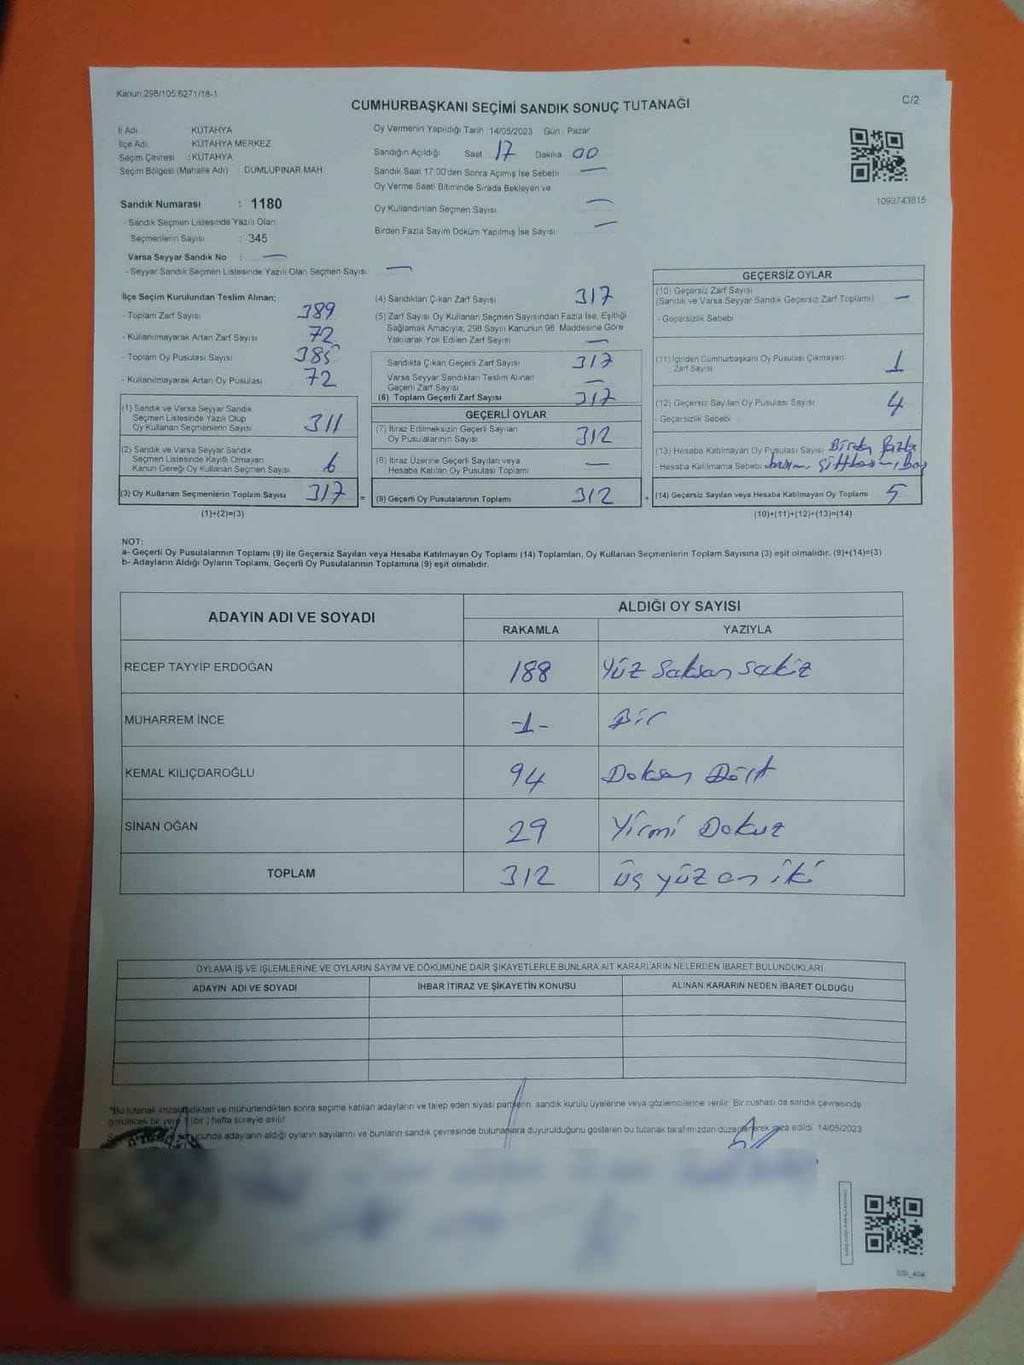 Kanun:298/105,6271/18-1
CUMHURBAŞKANI SEÇİMİ SANDIK SONUÇ TUTANAĞI
C/2
İl Adı : KÜTAHYA
İlçe Adı : KÜTAHYA MERKEZ
Seçim Çevresi : KÜTAHYA
Seçim Bölgesi (Mahalle Adı) : DUMLUPINAR MAH
Oy Vermenin Yapıldığı Tarih :14/05/2023 Gün : Pazar
Sandığın Açıldığı Saat 17 Dakika 00
Sandık Saat 17.00'den Sonra Açımış İse Sebebi —
Oy Verme Saati Bitiminde Sırada Bekleyen ve
Oy Kullandırılan Seçmen Sayısı —
Birden Fazla Sayım Döküm Yapılmış İse Sayısı —
1093743815
Sandık Numarası : 1180
- Sandık Seçmen Listesinde Yazılı Olan
Seçmenlerin Sayısı : 345
Varsa Seyyar Sandık No : —
- Seyyar Sandık Seçmen Listesinde Yazılı Olan Seçmen Sayısı: —
İlçe Seçim Kurulundan Teslim Alınan;
- Toplam Zarf Sayısı 389
- Kullanılmayarak Artan Zarf Sayısı 72
- Toplam Oy Pusulası Sayısı 385
- Kullanılmayarak Artan Oy Pusulası 72
(1) Sandık ve Varsa Seyyar Sandık
Seçmen Listesinde Yazılı Olup
Oy Kullanan Seçmenlerin Sayısı 311
(2) Sandık ve Varsa Seyyar Sandık
Seçmen Listesinde Kayıtlı Olmayan
Kanun Gereği Oy Kullanan Seçmen Sayısı 6
(3) Oy Kullanan Seçmenlerin Toplam Sayısı 317
(1)+(2)=(3)
(4) Sandıktan Çıkan Zarf Sayısı 317
(5) Zarf Sayısı Oy Kullanan Seçmen Sayısından Fazla İse, Eşitliği
Sağlamak Amacıyla, 298 Sayılı Kanunun 98. Maddesine Göre
Yakılarak Yok Edilen Zarf Sayısı —
Sandıkta Çıkan Geçerli Zarf Sayısı 317
Varsa Seyyar Sandıktan Teslim Alınan
Geçerli Zarf Sayısı —
(6) Toplam Geçerli Zarf Sayısı 317
GEÇERLİ OYLAR
(7) İtiraz Edilmeksizin Geçerli Sayılan
Oy Pusulalarının Sayısı 312
(8) İtiraz Üzerine Geçerli Sayılan veya
Hesaba Katılan Oy Pusulası Toplamı —
= (9) Geçerli Oy Pusulalarının Toplamı 312
GEÇERSİZ OYLAR
(10) Geçersiz Zarf Sayısı
(Sandık ve Varsa Seyyar Sandık Geçersiz Zarf Toplamı) —
- Geçersizlik Sebebi
(11) İçinden Cumhurbaşkanı Oy Pusulası Çıkmayan
Zarf Sayısı 1
(12) Geçersiz Sayılan Oy Pusulası Sayısı 4
- Geçersizlik Sebebi
(13) Hesaba Katılmayan Oy Pusulası Sayısı Birden fazla
- Hesaba Katılmama Sebebi
+ (14) Geçersiz Sayılan veya Hesaba Katılmayan Oy Toplamı 5
(10)+(11)+(12)+(13)=(14)
NOT:
a- Geçerli Oy Pusulalarının Toplamı (9) ile Geçersiz Sayılan veya Hesaba Katılmayan Oy Toplamı (14) Toplamları, Oy Kullanan Seçmenlerin Toplam Sayısına (3) eşit olmalıdır. (9)+(14)=(3)
b- Adayların Aldığı Oyların Toplamı, Geçerli Oy Pusulalarının Toplamına (9) eşit olmalıdır.
ADAYIN ADI VE SOYADI
ALDIĞI OY SAYISI
RAKAMLA YAZIYLA
RECEP TAYYİP ERDOĞAN 188 Yüz Seksen sekiz
MUHARREM İNCE -1- Bir
KEMAL KILIÇDAROĞLU 94 Doksan Dört
SİNAN OĞAN 29 Yirmi Dokuz
TOPLAM 312 üç yüz on iki
OYLAMA İŞ VE İŞLEMLERİNE VE OYLARIN SAYIM VE DÖKÜMÜNE DAİR ŞİKAYETLERLE BUNLARA AİT KARARLARIN NELERDEN İBARET BULUNDUKLARI
ADAYIN ADI VE SOYADI İHBAR İTİRAZ VE ŞİKAYETİN KONUSU ALINAN KARARIN NEDEN İBARET OLDUĞU
*Bu tutanak imzaladıktan ve mühürlendikten sonra seçime katılan adayların ve talep eden siyasi partilerin sandık kurulu üyelerine veya gözlemcilerine verilir. Bir nüshası da sandık çevresinde
görülecek bir yere 1 (bir) hafta süreyle asılır.
ucunda adayların aldığı oyların sayılarını ve bunların sandık çevresinde bulunanlara duyurulduğunu gösteren bu tutanak tarafımızdan düzenlenerek imza edildi. 14/05/2023